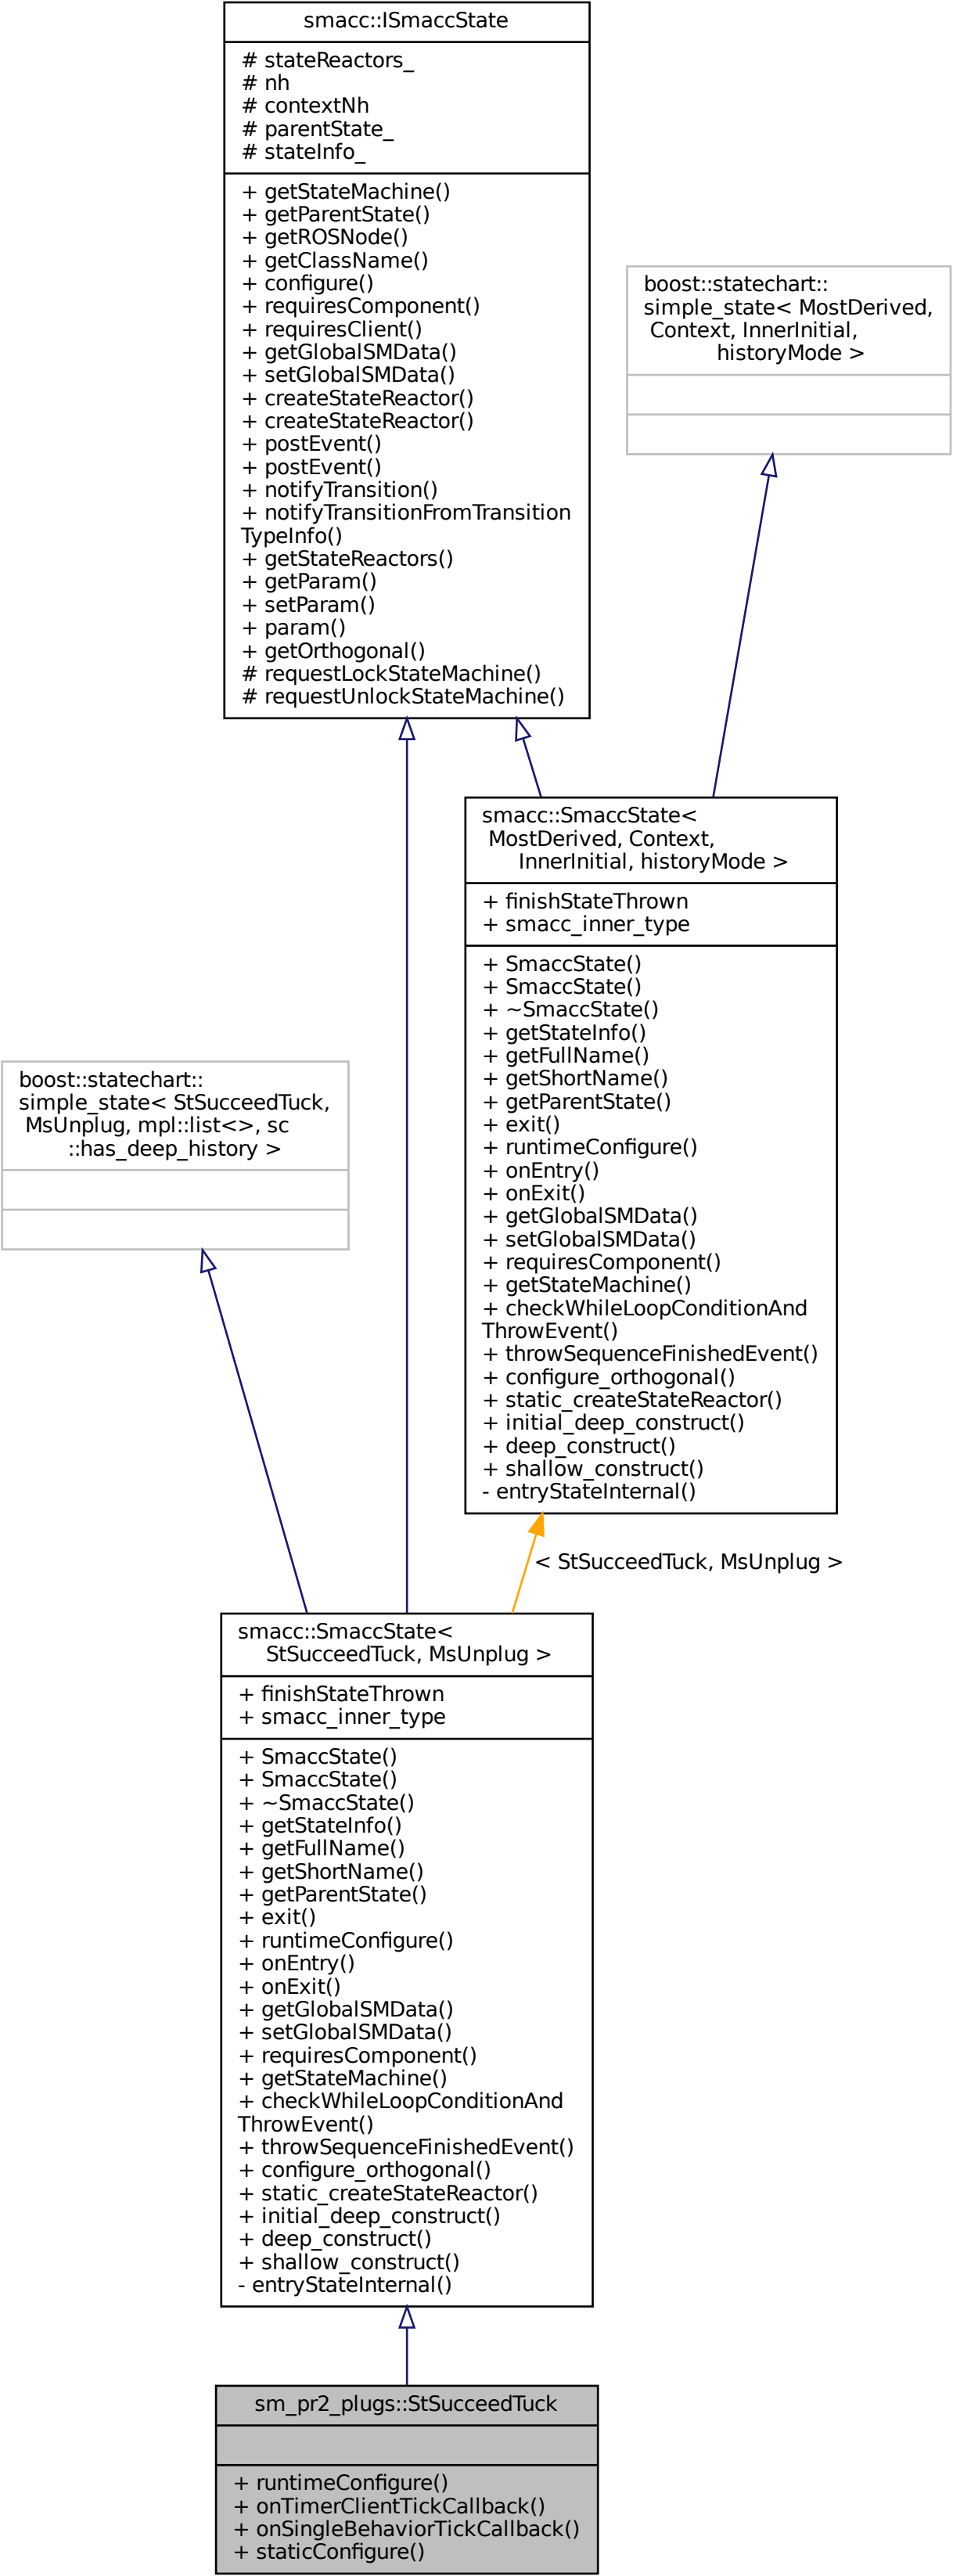 smacc::ISmaccState
# stateReactors_
# nh
# contextNh
# parentState_
# stateInfo_
+ getStateMachine()
+ getParentState()
+ getROSNode()
+ getClassName()
+ configure()
+ requiresComponent()
+ requiresClient()
+ getGlobalSMData()
+ setGlobalSMData()
+ createStateReactor()
+ createStateReactor()
+ postEvent()
+ postEvent()
+ notifyTransition()
+ notifyTransitionFromTransition
TypeInfo()
+ getStateReactors()
+ getParam()
+ setParam()
+ param()
+ getOrthogonal()
# requestLockStateMachine()
# requestUnlockStateMachine()
boost::statechart::
simple_state< MostDerived,
Context, InnerInitial,
historyMode >
smacc::SmaccState<
MostDerived, Context,
InnerInitial, historyMode >
+ finishStateThrown
+ smacc_inner_type
+ SmaccState()
+ SmaccState()
+ ~SmaccState()
+ getStateInfo()
+ getFullName()
+ getShortName()
+ getParentState()
+ exit()
+ runtimeConfigure()
+ onEntry()
+ onExit()
+ getGlobalSMData()
+ setGlobalSMData()
+ requiresComponent()
+ getStateMachine()
+ checkWhileLoopConditionAnd
ThrowEvent()
+ throwSequenceFinishedEvent()
+ configure_orthogonal()
+ static_createStateReactor()
+ initial_deep_construct()
+ deep_construct()
+ shallow_construct()
- entryStateInternal()
boost::statechart::
simple_state< StSucceedTuck,
MsUnplug, mpl::list<>, sc
::has_deep_history >
< StSucceedTuck, MsUnplug >
smacc::SmaccState<
StSucceedTuck, MsUnplug >
+ finishStateThrown
+ smacc_inner_type
+ SmaccState()
+ SmaccState()
+ ~SmaccState()
+ getStateInfo()
+ getFullName()
+ getShortName()
+ getParentState()
+ exit()
+ runtimeConfigure()
+ onEntry()
+ onExit()
+ getGlobalSMData()
+ setGlobalSMData()
+ requiresComponent()
+ getStateMachine()
+ checkWhileLoopConditionAnd
ThrowEvent()
+ throwSequenceFinishedEvent()
+ configure_orthogonal()
+ static_createStateReactor()
+ initial_deep_construct()
+ deep_construct()
+ shallow_construct()
- entryStateInternal()
sm_pr2_plugs::StSucceedTuck
+ runtimeConfigure()
+ onTimerClientTickCallback()
+ onSingleBehaviorTickCallback()
+ staticConfigure()